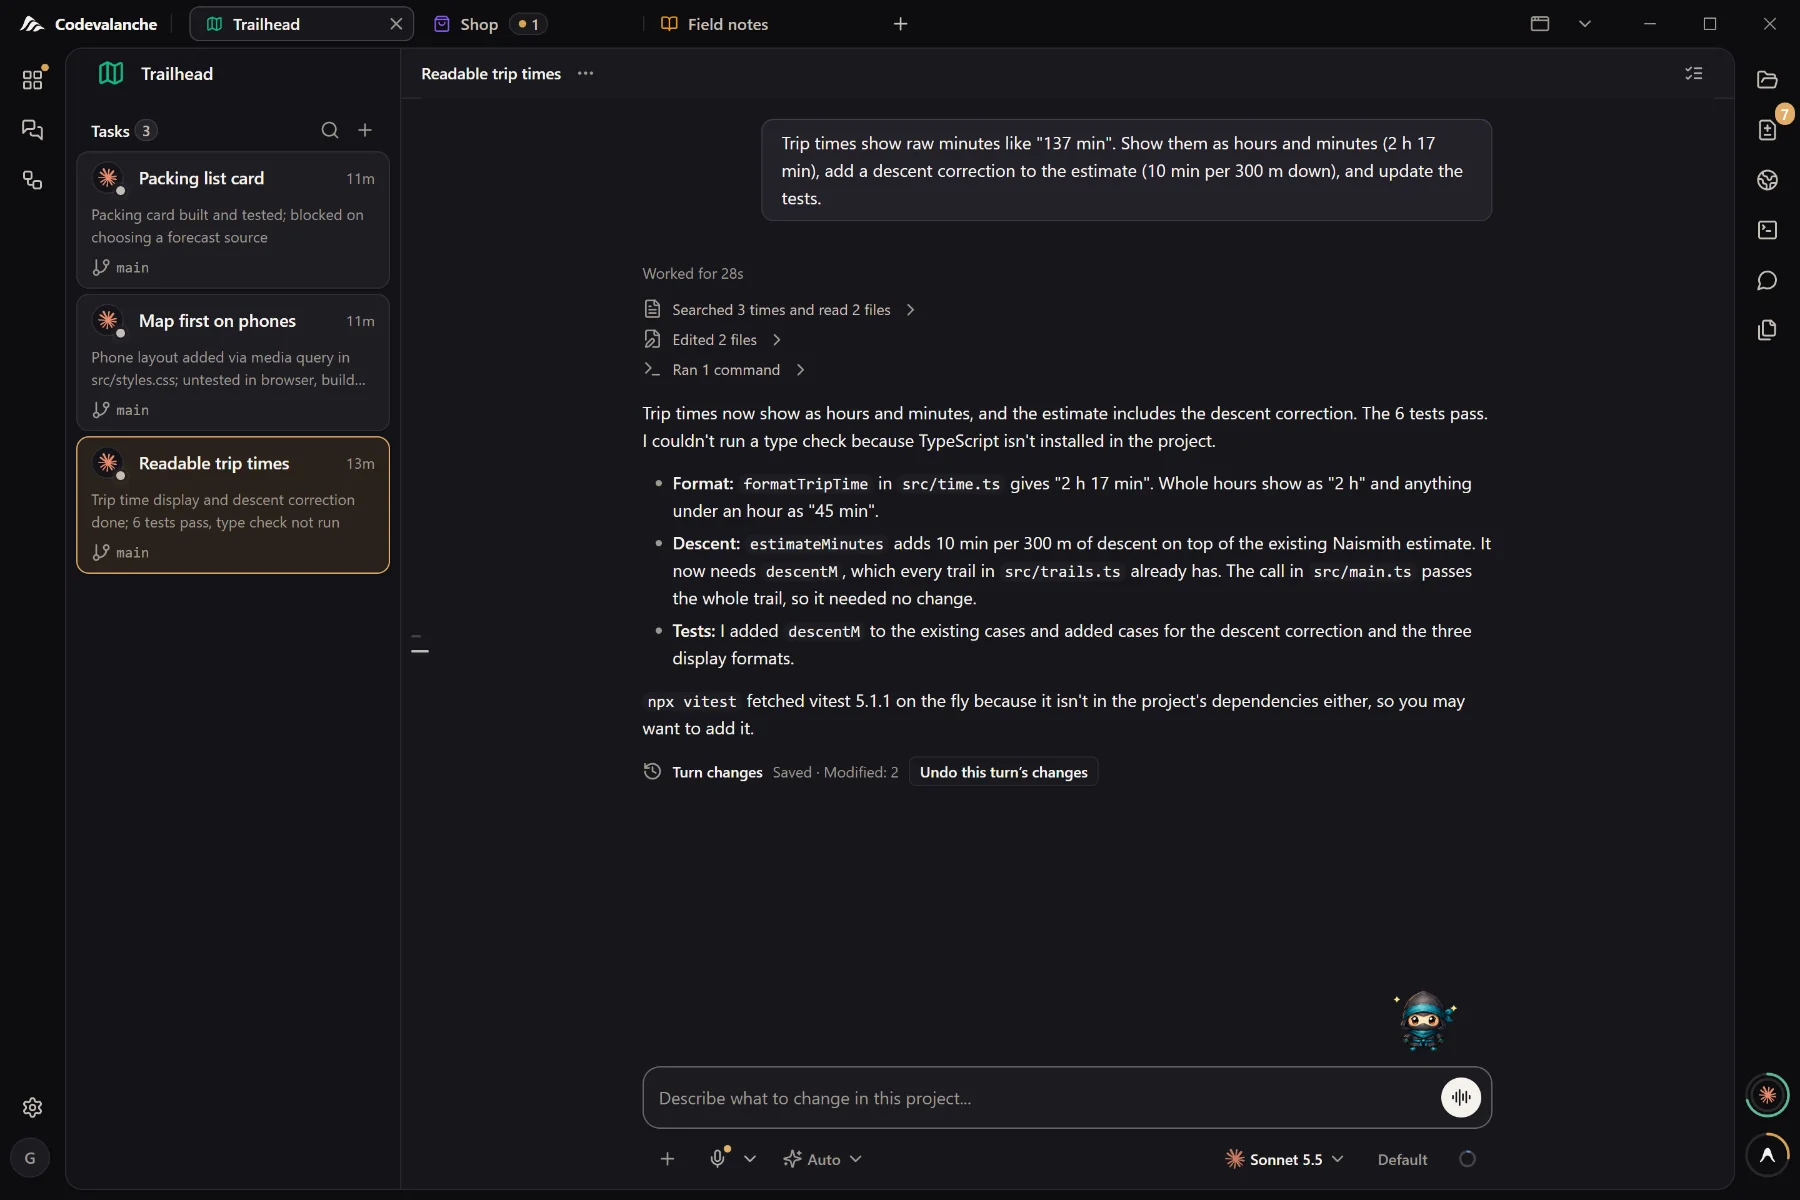 Codevalanche
Trailhead
Shop
1
Field notes
Trailhead
Tasks 3
Packing list card 11m
Packing card built and tested; blocked on
choosing a forecast source
main
Map first on phones 11m
Phone layout added via media query in
src/styles.css; untested in browser, build...
main
Readable trip times 13m
Trip time display and descent correction
done; 6 tests pass, type check not run
main
G
Readable trip times
Trip times show raw minutes like "137 min". Show them as hours and minutes (2 h 17
min), add a descent correction to the estimate (10 min per 300 m down), and update the
tests.
Worked for 28s
Searched 3 times and read 2 files
Edited 2 files
Ran 1 command
Trip times now show as hours and minutes, and the estimate includes the descent correction. The 6 tests pass.
I couldn't run a type check because TypeScript isn't installed in the project.
• Format: formatTripTime in src/time.ts gives "2 h 17 min". Whole hours show as "2 h" and anything
under an hour as "45 min".
• Descent: estimateMinutes adds 10 min per 300 m of descent on top of the existing Naismith estimate. It
now needs descentM, which every trail in src/trails.ts already has. The call in src/main.ts passes
the whole trail, so it needed no change.
• Tests: I added descentM to the existing cases and added cases for the descent correction and the three
display formats.
npx vitest fetched vitest 5.1.1 on the fly because it isn't in the project's dependencies either, so you may
want to add it.
Turn changes Saved · Modified: 2 Undo this turn’s changes
Describe what to change in this project...
Auto
Sonnet 5.5
Default
7